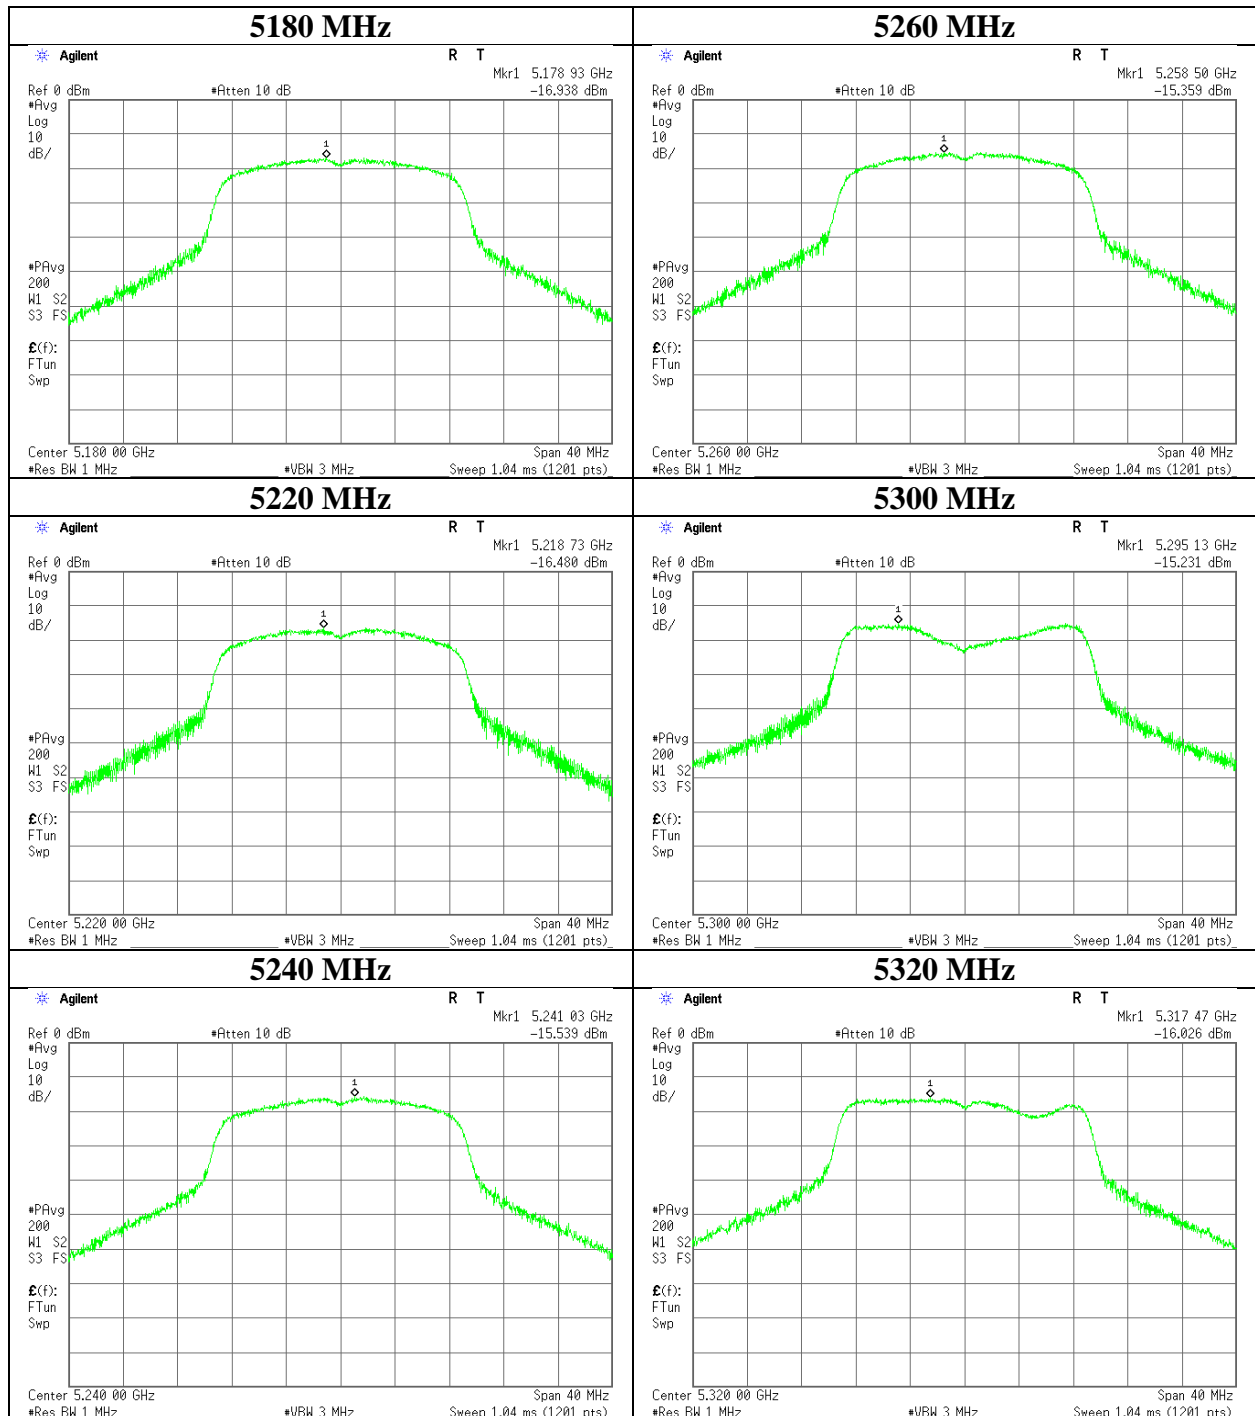 5180 MHz
Agilent R T
Mkr1 5.178 93 GHz
Ref 0 dBm #Atten 10 dB -16.938 dBm
#Avg
Log
10
dB/
1
#PAvg
200
W1 S2
S3 FS
£(f):
FTun
Swp
Center 5.180 00 GHz Span 40 MHz
#Res BW 1 MHz #VBW 3 MHz Sweep 1.04 ms (1201 pts)
5260 MHz
Agilent R T
Mkr1 5.258 50 GHz
Ref 0 dBm #Atten 10 dB -15.359 dBm
#Avg
Log
10
dB/
1
#PAvg
200
W1 S2
S3 FS
£(f):
FTun
Swp
Center 5.260 00 GHz Span 40 MHz
#Res BW 1 MHz #VBW 3 MHz Sweep 1.04 ms (1201 pts)
5220 MHz
Agilent R T
Mkr1 5.218 73 GHz
Ref 0 dBm #Atten 10 dB -16.480 dBm
#Avg
Log
10
dB/
1
#PAvg
200
W1 S2
S3 FS
£(f):
FTun
Swp
Center 5.220 00 GHz Span 40 MHz
#Res BW 1 MHz #VBW 3 MHz Sweep 1.04 ms (1201 pts)
5300 MHz
Agilent R T
Mkr1 5.295 13 GHz
Ref 0 dBm #Atten 10 dB -15.231 dBm
#Avg
Log
10
dB/
1
#PAvg
200
W1 S2
S3 FS
£(f):
FTun
Swp
Center 5.300 00 GHz Span 40 MHz
#Res BW 1 MHz #VBW 3 MHz Sweep 1.04 ms (1201 pts)
5240 MHz
Agilent R T
Mkr1 5.241 03 GHz
Ref 0 dBm #Atten 10 dB -15.539 dBm
#Avg
Log
10
dB/
1
#PAvg
200
W1 S2
S3 FS
£(f):
FTun
Swp
Center 5.240 00 GHz Span 40 MHz
#Res BW 1 MHz #VBW 3 MHz Sweep 1.04 ms (1201 pts)
5320 MHz
Agilent R T
Mkr1 5.317 47 GHz
Ref 0 dBm #Atten 10 dB -16.026 dBm
#Avg
Log
10
dB/
1
#PAvg
200
W1 S2
S3 FS
£(f):
FTun
Swp
Center 5.320 00 GHz Span 40 MHz
#Res BW 1 MHz #VBW 3 MHz Sweep 1.04 ms (1201 pts)